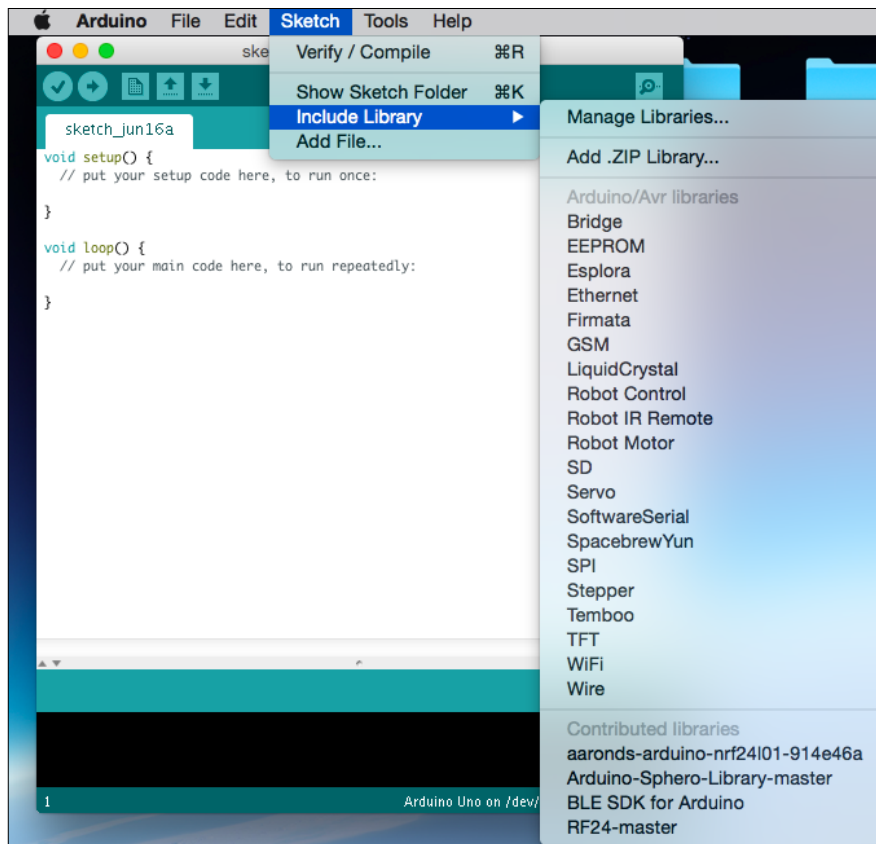 Arduino File Edit Sketch Tools Help
ske
Verify / Compile ⌘R
Show Sketch Folder ⌘K
Include Library ▶
Add File...
sketch_jun16a
void setup() {
// put your setup code here, to run once:
}
void loop() {
// put your main code here, to run repeatedly:
}
Manage Libraries...
Add .ZIP Library...
Arduino/Avr libraries
Bridge
EEPROM
Esplora
Ethernet
Firmata
GSM
LiquidCrystal
Robot Control
Robot IR Remote
Robot Motor
SD
Servo
SoftwareSerial
SpacebrewYun
SPI
Stepper
Temboo
TFT
WiFi
Wire
Contributed libraries
aaronds-arduino-nrf24l01-914e46a
Arduino-Sphero-Library-master
BLE SDK for Arduino
RF24-master
1 Arduino Uno on /dev/